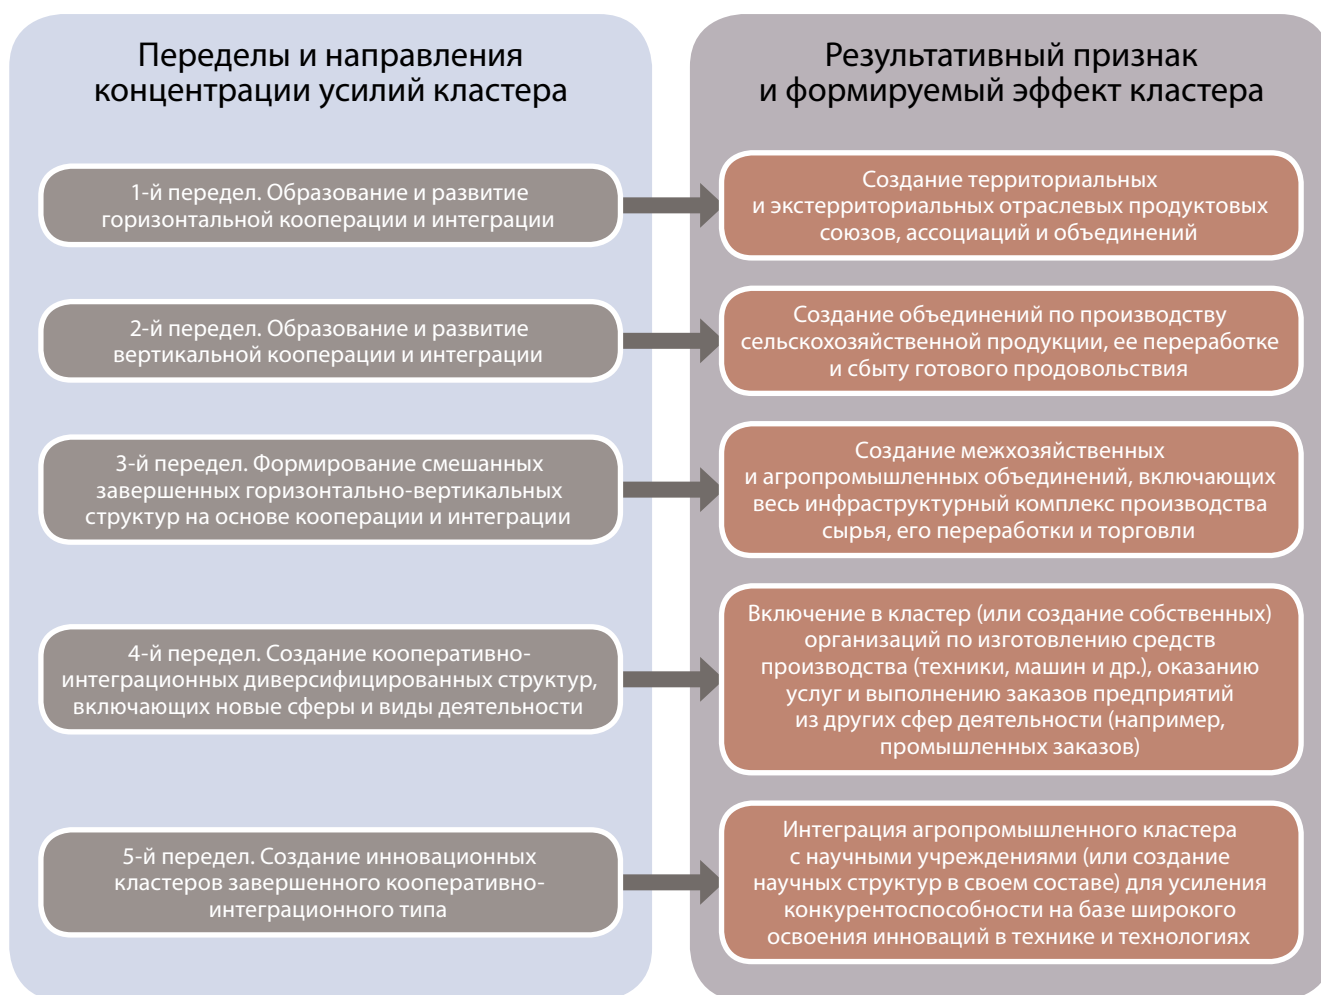 Переделы и направления
концентрации усилий кластера
Результативный признак
и формируемый эффект кластера
1-й передел. Образование и развитие
горизонтальной кооперации и интеграции
Создание территориальных
и экстерриториальных отраслевых продуктовых
союзов, ассоциаций и объединений
2-й передел. Образование и развитие
вертикальной кооперации и интеграции
Создание объединений по производству
сельскохозяйственной продукции, ее переработке
и сбыту готового продовольствия
3-й передел. Формирование смешанных
завершенных горизонтально-вертикальных
структур на основе кооперации и интеграции
Создание межхозяйственных
и агропромышленных объединений, включающих
весь инфраструктурный комплекс производства
сырья, его переработки и торговли
4-й передел. Создание кооперативно-
интеграционных диверсифицированных структур,
включающих новые сферы и виды деятельности
Включение в кластер (или создание собственных)
организаций по изготовлению средств
производства (техники, машин и др.), оказанию
услуг и выполнению заказов предприятий
из других сфер деятельности (например,
промышленных заказов)
5-й передел. Создание инновационных
кластеров завершенного кооперативно-
интеграционного типа
Интеграция агропромышленного кластера
с научными учреждениями (или создание
научных структур в своем составе) для усиления
конкурентоспособности на базе широкого
освоения инноваций в технике и технологиях